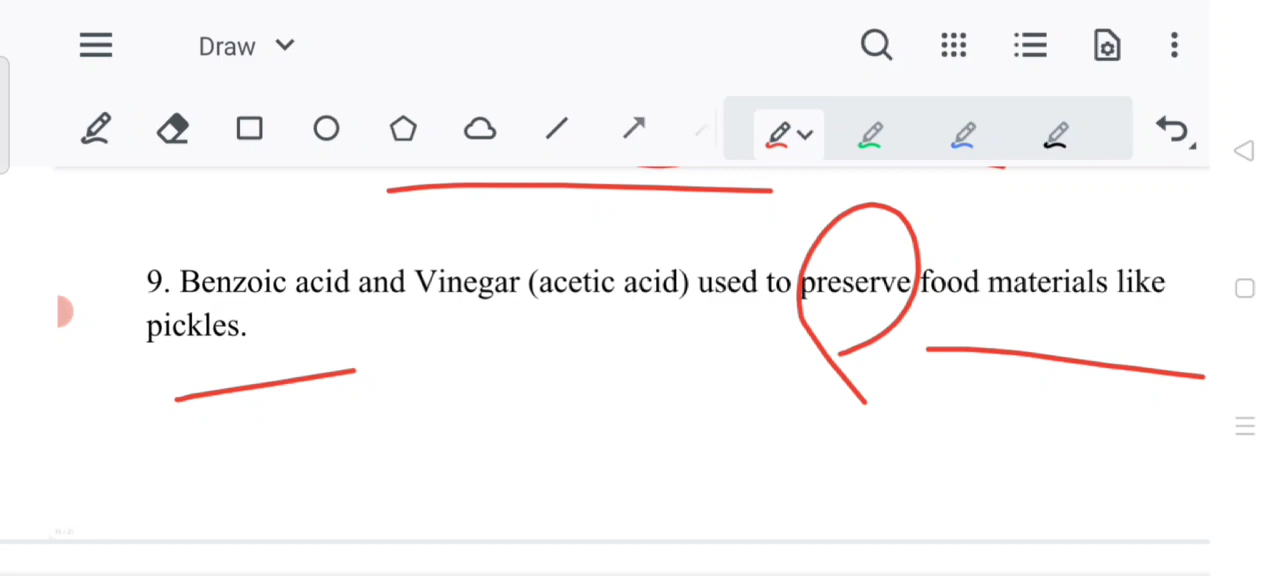 Draw
9. Benzoic acid and Vinegar (acetic acid) used to preserve food materials like
pickles.